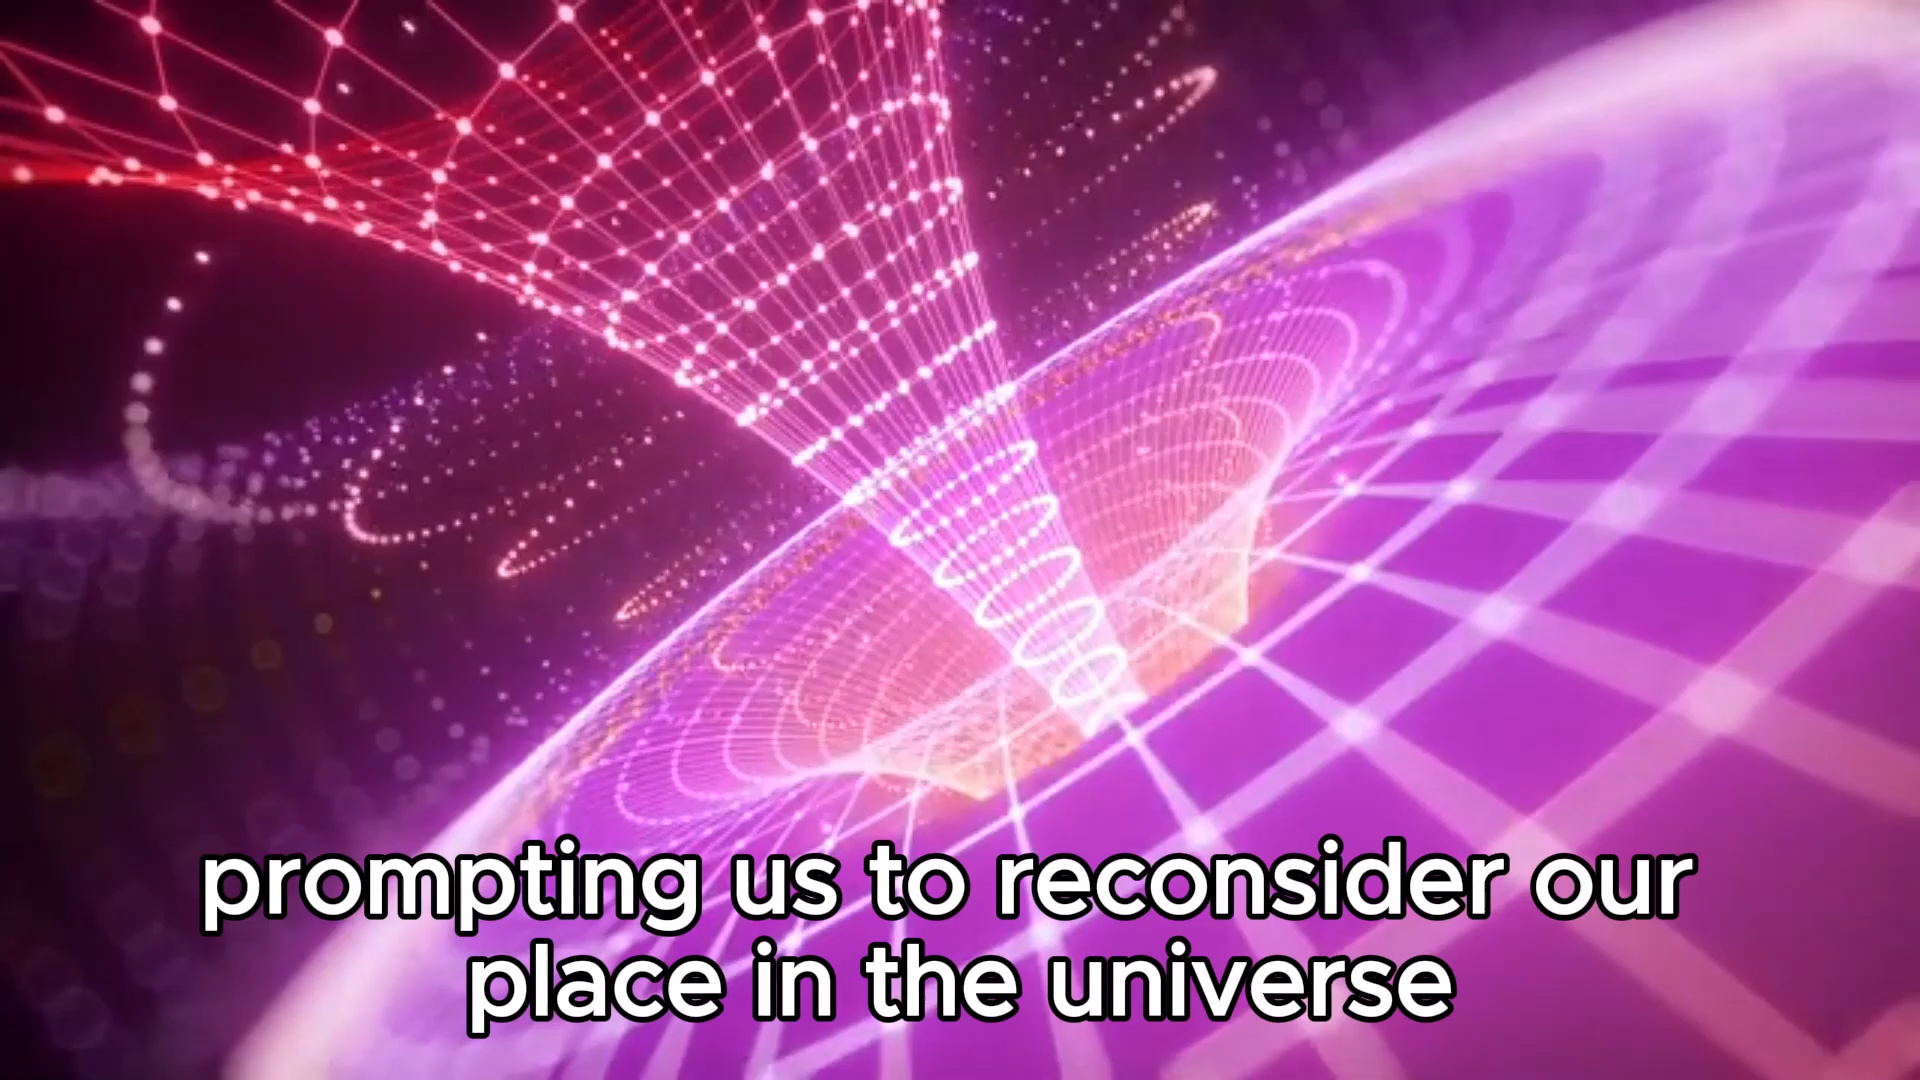 prompting us to reconsider our
place in the universe